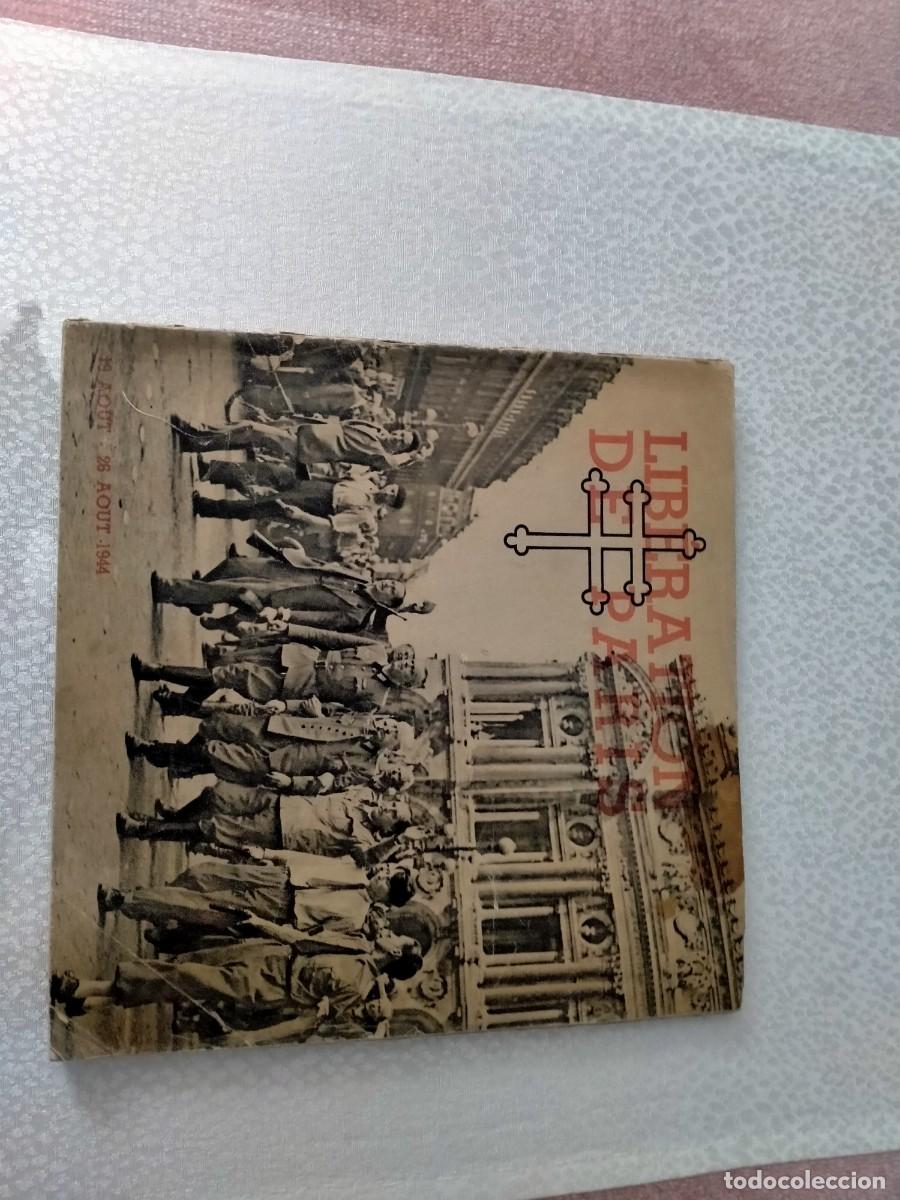 LIBERATION
DE PARIS
19 AOUT · 26 AOUT · 1944
todocoleccion